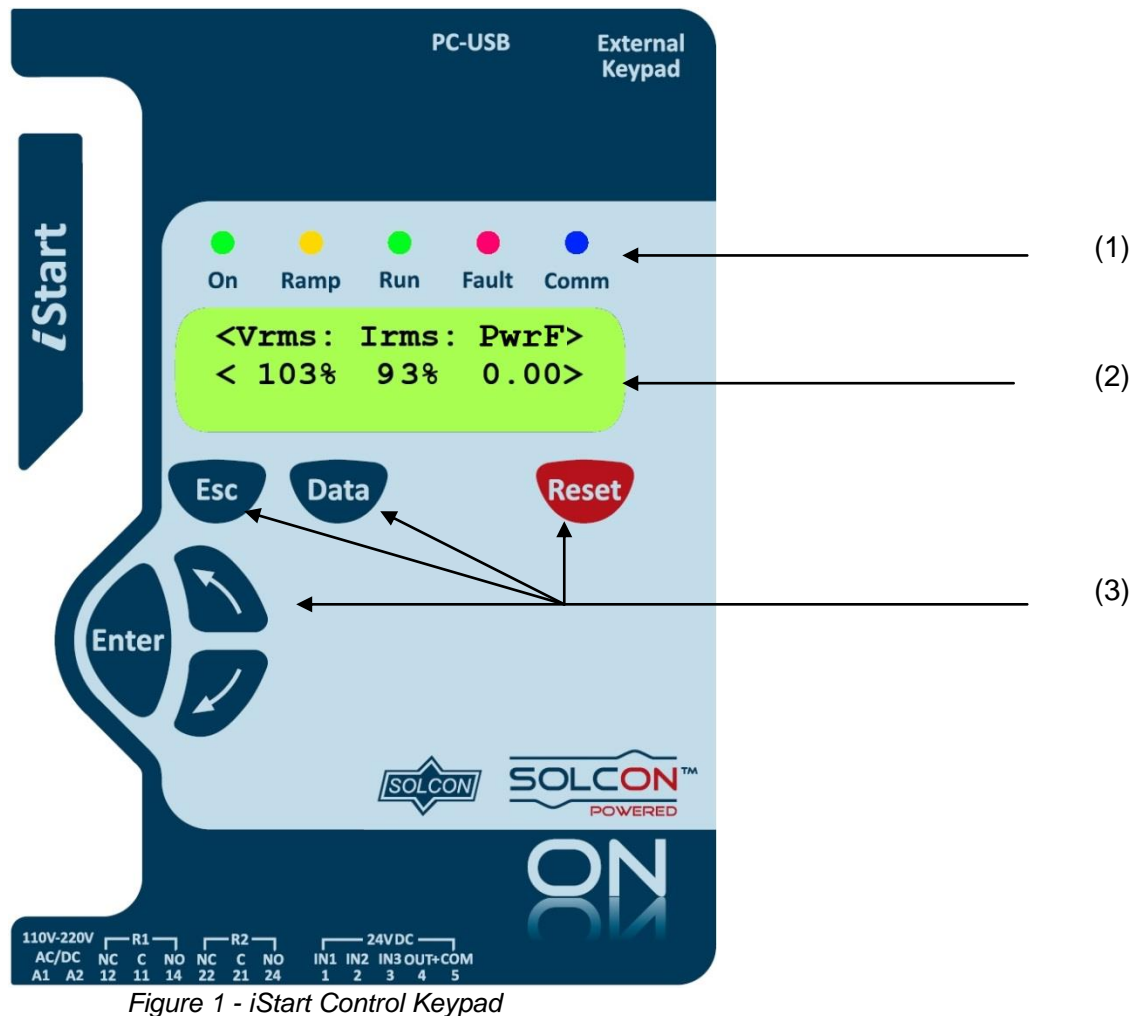 PC-USB External
Keypad
iStart
On Ramp Run Fault Comm
(1)
<Vrms: Irms: PwrF>
< 103% 93% 0.00>
(2)
Esc Data Reset
(3)
Enter
SOLCON SOLCON™
POWERED
ON
110V-220V R1 R2 24VDC
AC/DC NC C NO NC C NO IN1 IN2 IN3 OUT+ COM
A1 A2 12 11 14 22 21 24 1 2 3 4 5
Figure 1 - iStart Control Keypad